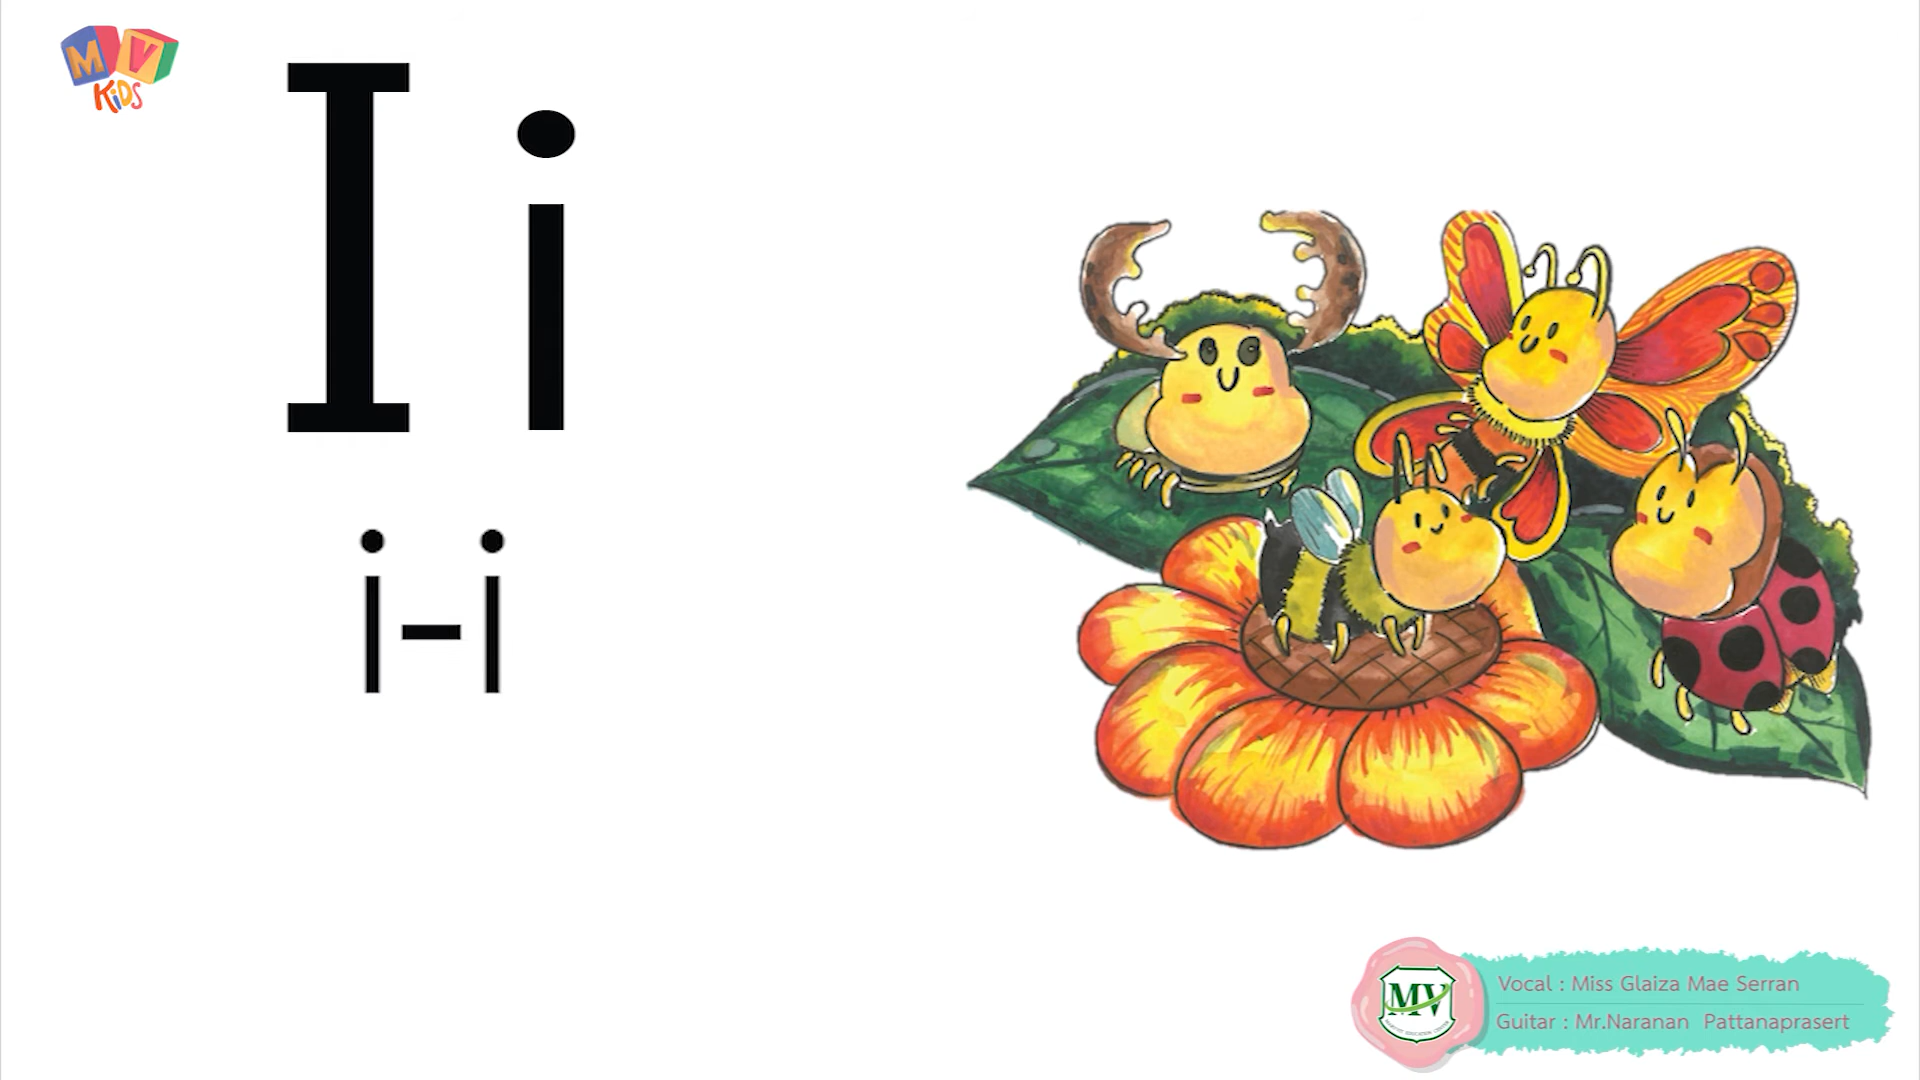 MV
KiDS
I i
i-i
MV
Vocal : Miss Glaiza Mae Serran
Guitar : Mr.Naranan Pattanaprasert